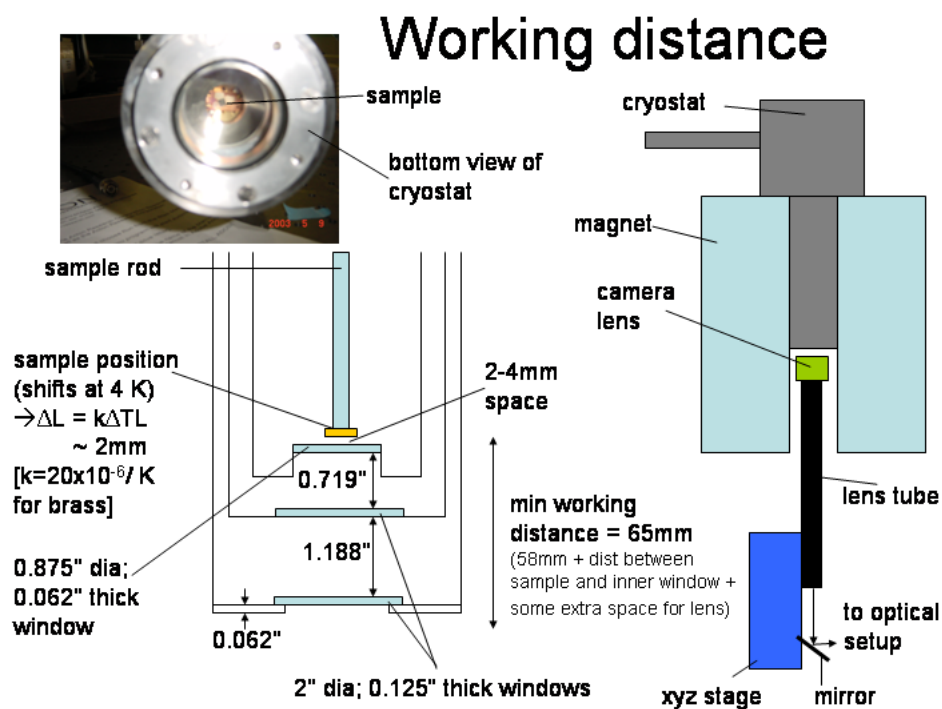 Working distance
sample
bottom view of
cryostat
2003 5 9
cryostat
magnet
camera
lens
sample rod
sample position
(shifts at 4 K)
→ΔL = kΔTL
~ 2mm
[k=20x10⁻⁶/ K
for brass]
2-4mm
space
0.719"
1.188"
0.875" dia;
0.062" thick
window
0.062"
2" dia; 0.125" thick windows
min working
distance = 65mm
(58mm + dist between
sample and inner window +
some extra space for lens)
lens tube
to optical
setup
xyz stage
mirror